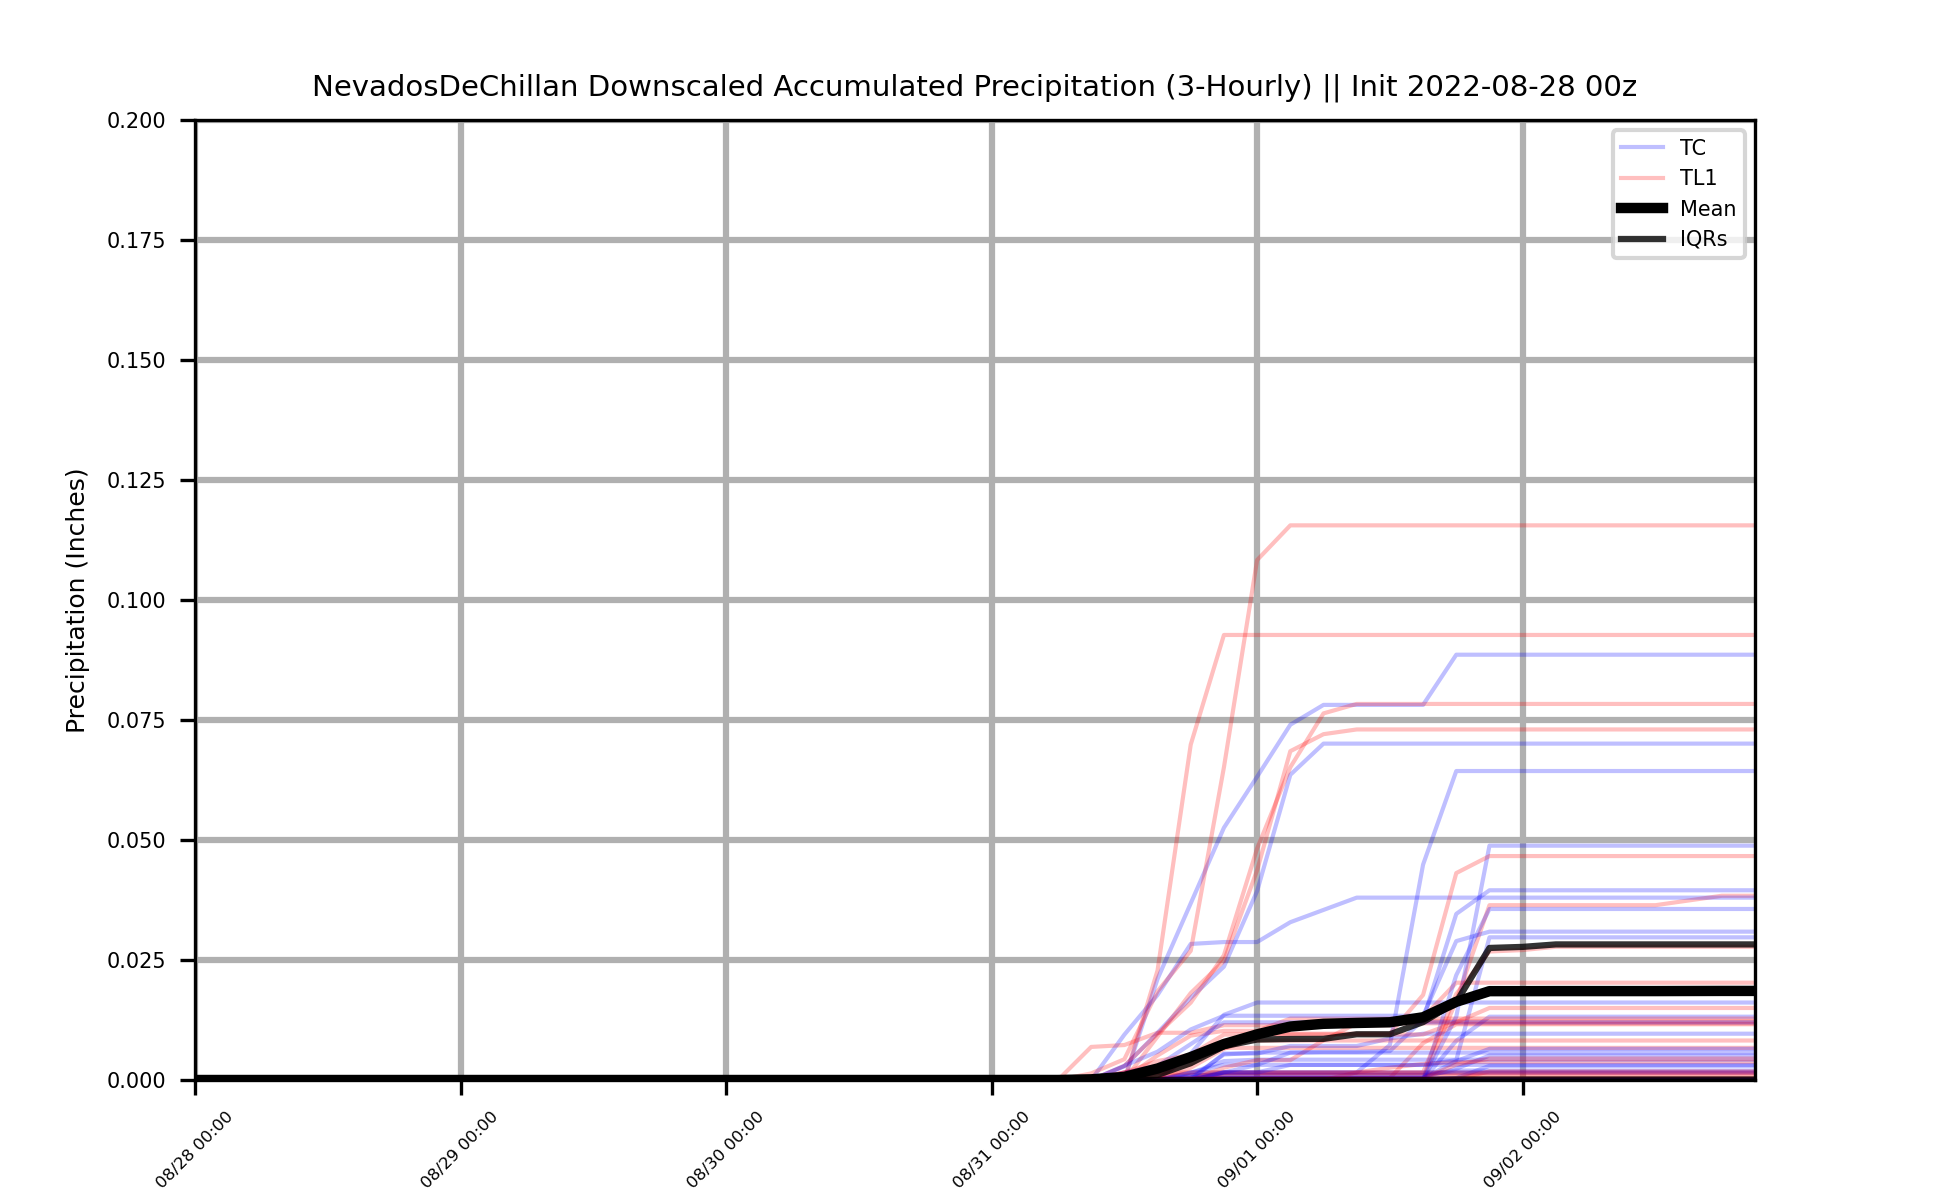 NevadosDeChillan Downscaled Accumulated Precipitation (3-Hourly) || Init 2022-08-28 00z
TC
TL1
Mean
IQRs
Precipitation (Inches)
0.200
0.175
0.150
0.125
0.100
0.075
0.050
0.025
0.000
08/28 00:00
08/29 00:00
08/30 00:00
08/31 00:00
09/01 00:00
09/02 00:00